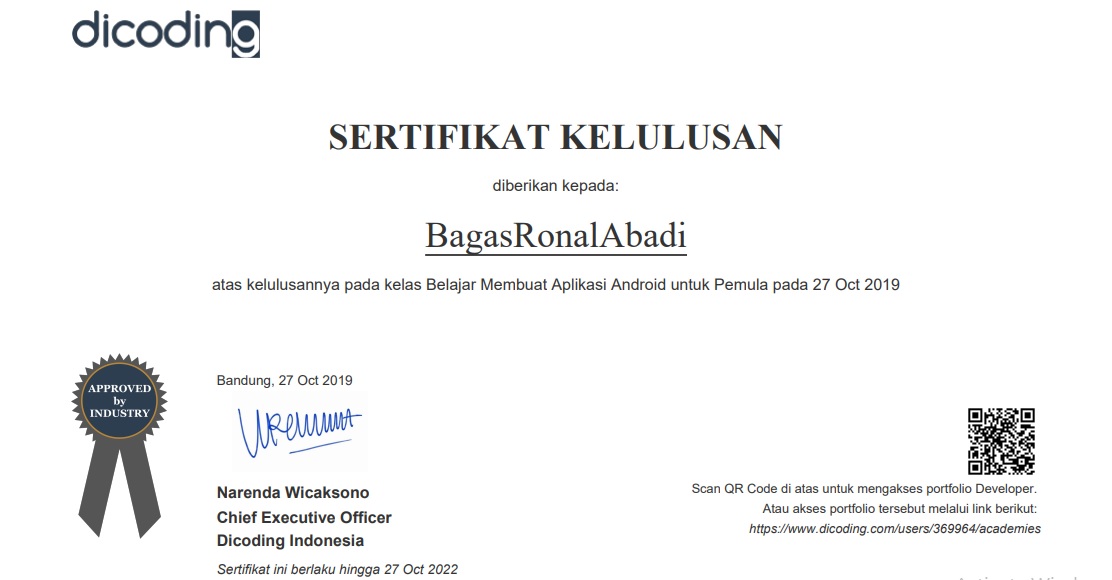 dicoding
SERTIFIKAT KELULUSAN
diberikan kepada:
BagasRonalAbadi
atas kelulusannya pada kelas Belajar Membuat Aplikasi Android untuk Pemula pada 27 Oct 2019
APPROVED
by
INDUSTRY
Bandung, 27 Oct 2019
Narenda Wicaksono
Chief Executive Officer
Dicoding Indonesia
Sertifikat ini berlaku hingga 27 Oct 2022
Scan QR Code di atas untuk mengakses portfolio Developer.
Atau akses portfolio tersebut melalui link berikut:
https://www.dicoding.com/users/369964/academies